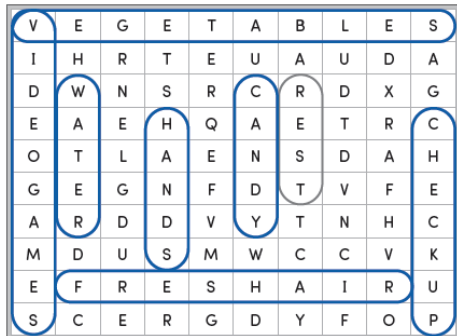 V E G E T A B L E S
I H R T E U A U D A
D W N S R C R D X G
E A E H Q A E T R C
O T L A E N S D A H
G E G N F D T V F E
A R D D V Y T N H C
M D U S M W C C V K
E F R E S H A I R U
S C E R G D Y F O P